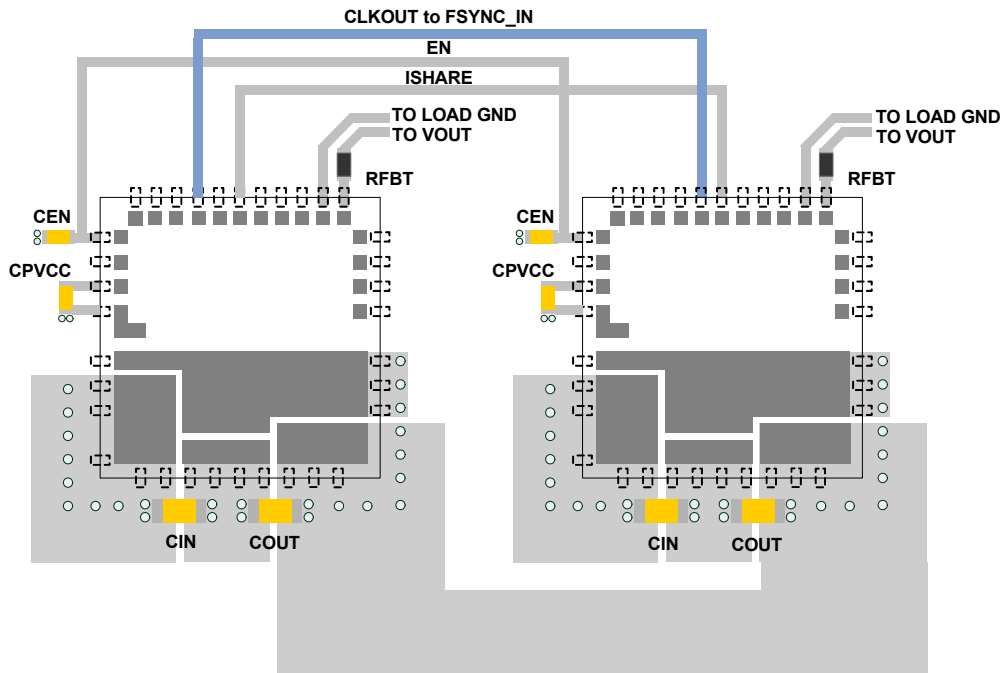 CLKOUT to FSYNC_IN
EN
ISHARE
TO LOAD GND
TO VOUT
RFBT
CEN
CPVCC
CIN
COUT
TO LOAD GND
TO VOUT
RFBT
CEN
CPVCC
CIN
COUT